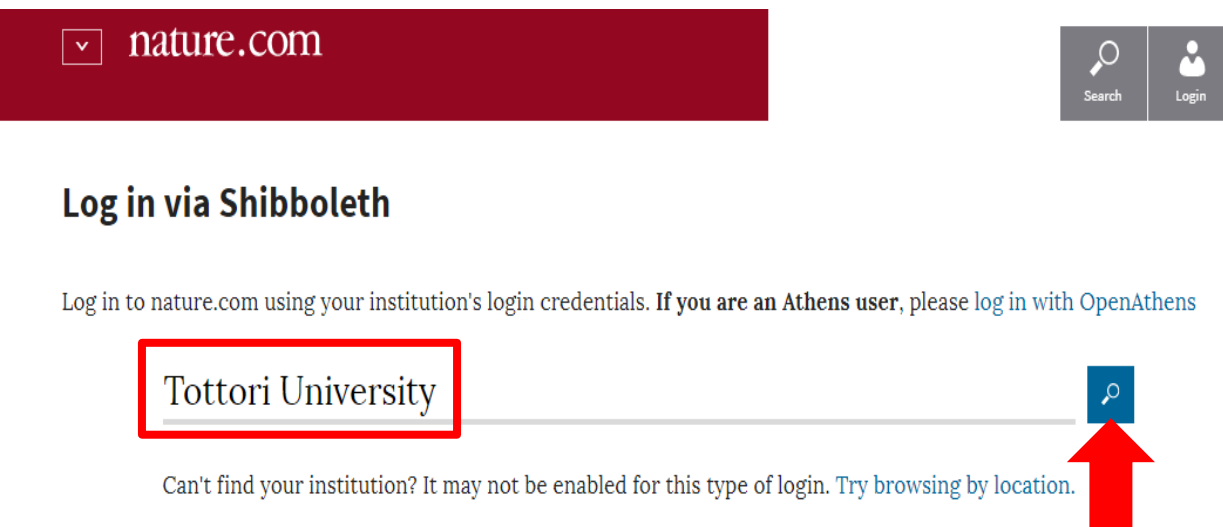 nature.com
Search
Login
Log in via Shibboleth
Log in to nature.com using your institution's login credentials. If you are an Athens user, please log in with OpenAthens
Tottori University
Can't find your institution? It may not be enabled for this type of login. Try browsing by location.